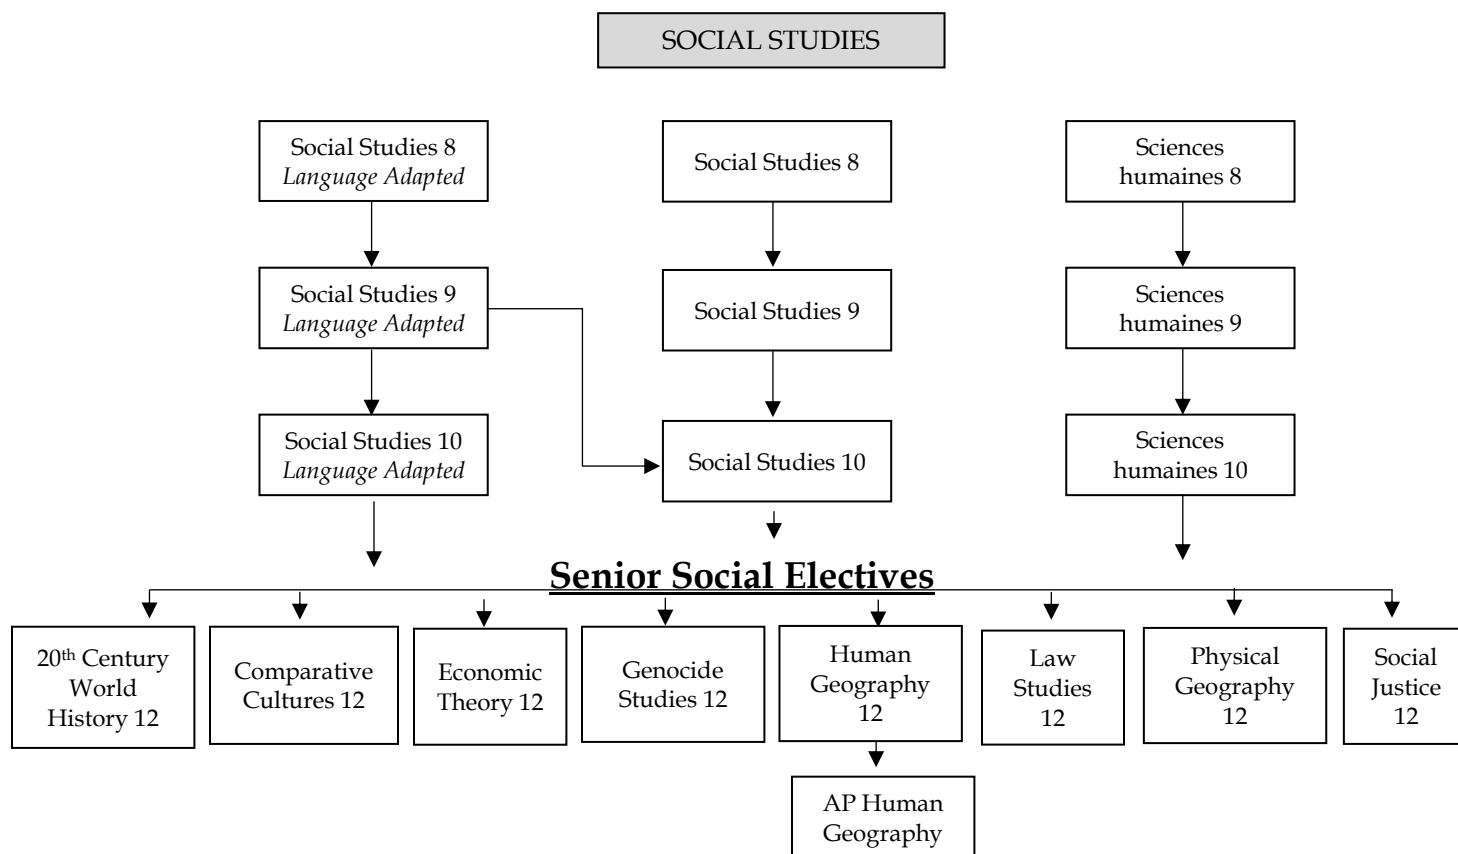 SOCIAL STUDIES
Social Studies 8
Language Adapted
Social Studies 8
Sciences
humaines 8
Social Studies 9
Language Adapted
Social Studies 9
Sciences
humaines 9
Social Studies 10
Language Adapted
Social Studies 10
Sciences
humaines 10
Senior Social Electives
20th Century
World
History 12
Comparative
Cultures 12
Economic
Theory 12
Genocide
Studies 12
Human
Geography
12
Law
Studies
12
Physical
Geography
12
Social
Justice
12
AP Human
Geography